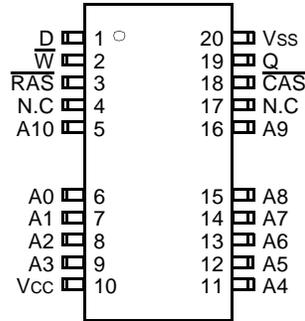 D 1 20 Vss
W 2 19 Q
RAS 3 18 CAS
N.C 4 17 N.C
A10 5 16 A9
A0 6 15 A8
A1 7 14 A7
A2 8 13 A6
A3 9 12 A5
Vcc 10 11 A4